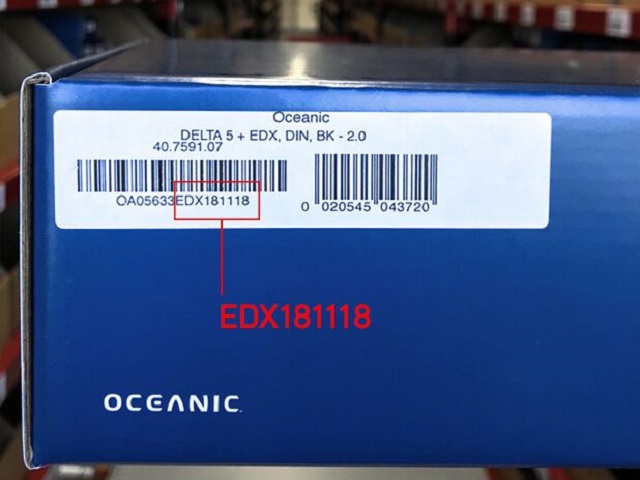 Oceanic
DELTA 5 + EDX, DIN, BK - 2.0
40.7591.07
OA05633EDX181118
0 020545 043720
EDX181118
OCEANIC